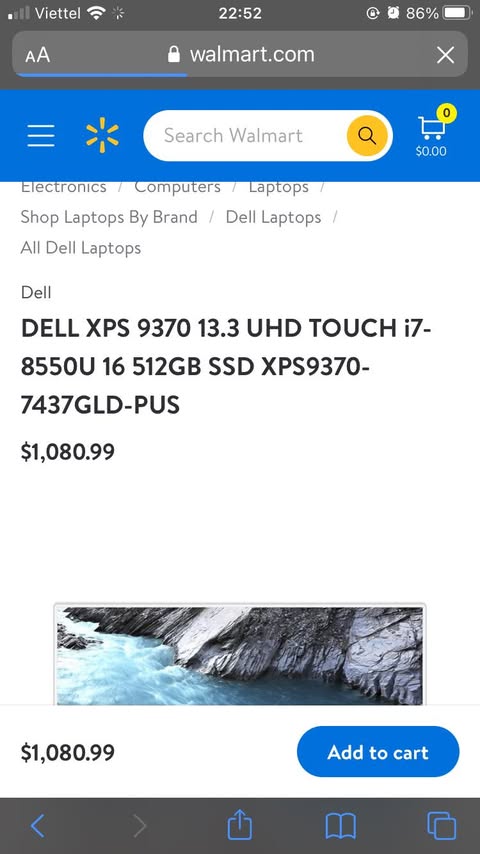 Viettel 22:52 86%
AA walmart.com
Search Walmart 0
$0.00
Electronics / Computers / Laptops /
Shop Laptops By Brand / Dell Laptops /
All Dell Laptops
Dell
DELL XPS 9370 13.3 UHD TOUCH i7-
8550U 16 512GB SSD XPS9370-
7437GLD-PUS
$1,080.99
$1,080.99 Add to cart